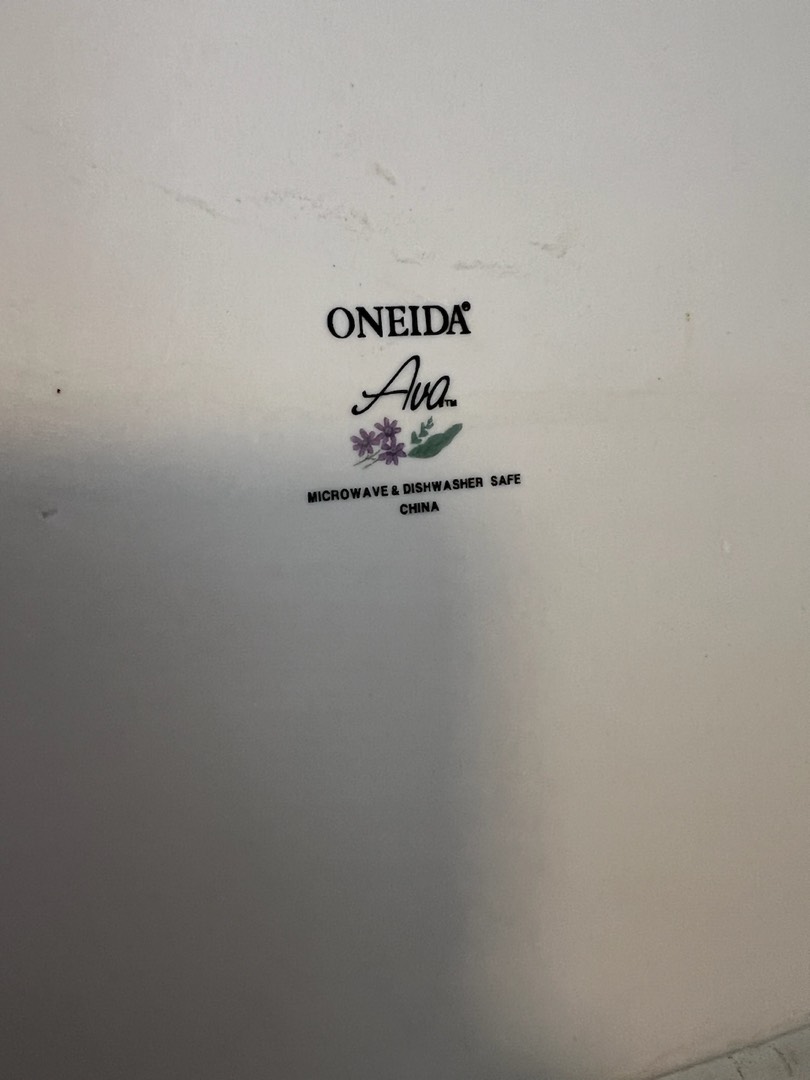 ONEIDA®
Ava™
MICROWAVE & DISHWASHER SAFE
CHINA